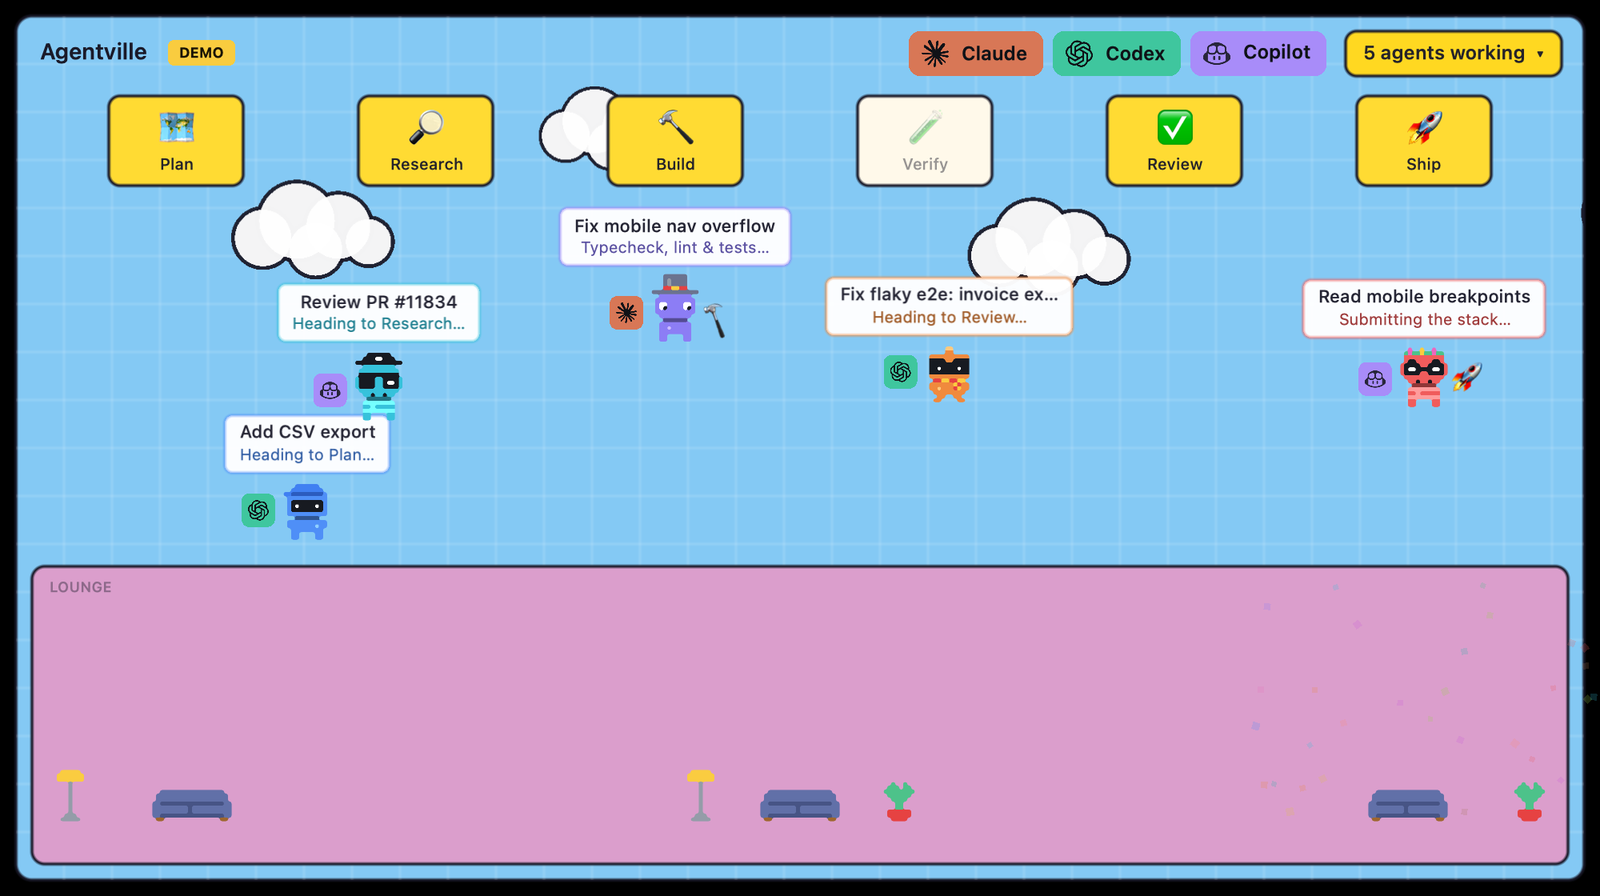 Agentville
DEMO
Claude
Codex
Copilot
5 agents working
Plan
Research
Build
Verify
Review
Ship
Fix mobile nav overflow
Typecheck, lint & tests...
Review PR #11834
Heading to Research...
Fix flaky e2e: invoice ex...
Heading to Review...
Read mobile breakpoints
Submitting the stack...
Add CSV export
Heading to Plan...
LOUNGE